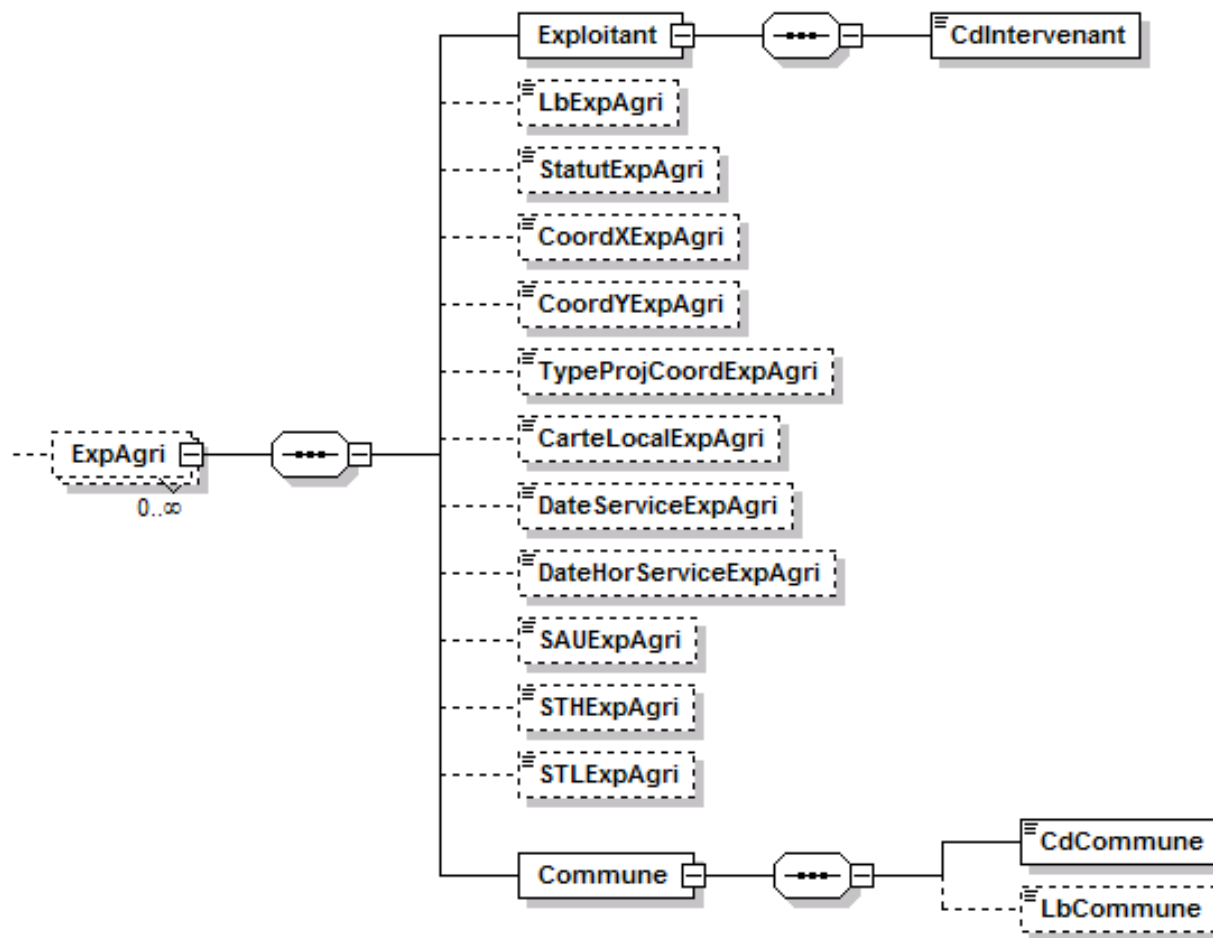 Exploitant
CdIntervenant
LbExpAgri
StatutExpAgri
CoordXExpAgri
CoordYExpAgri
TypeProjCoordExpAgri
CarteLocalExpAgri
ExpAgri
0..∞
DateServiceExpAgri
DateHorServiceExpAgri
SAUExpAgri
STHExpAgri
STLExpAgri
Commune
CdCommune
LbCommune